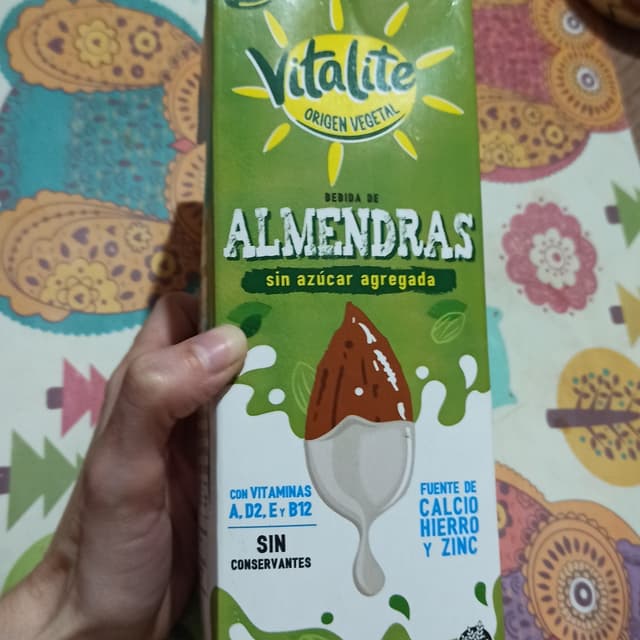 Vitalite
ORIGEN VEGETAL
BEBIDA DE
ALMENDRAS
sin azúcar agregada
CON VITAMINAS
A, D2, E Y B12
SIN
CONSERVANTES
FUENTE DE
CALCIO
HIERRO
Y ZINC